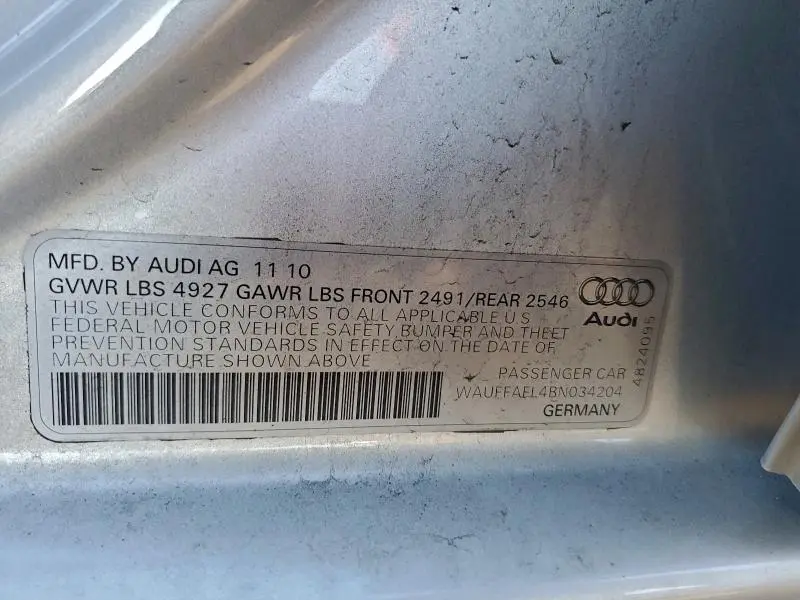 MFD. BY AUDI AG 11 10
GVWR LBS 4927 GAWR LBS FRONT 2491/REAR 2546
THIS VEHICLE CONFORMS TO ALL APPLICABLE U S
FEDERAL MOTOR VEHICLE SAFETY, BUMPER AND THEFT
PREVENTION STANDARDS IN EFFECT ON THE DATE OF
MANUFACTURE SHOWN ABOVE
Audi
4824095
PASSENGER CAR
WAUFFAFL4BN034204
GERMANY